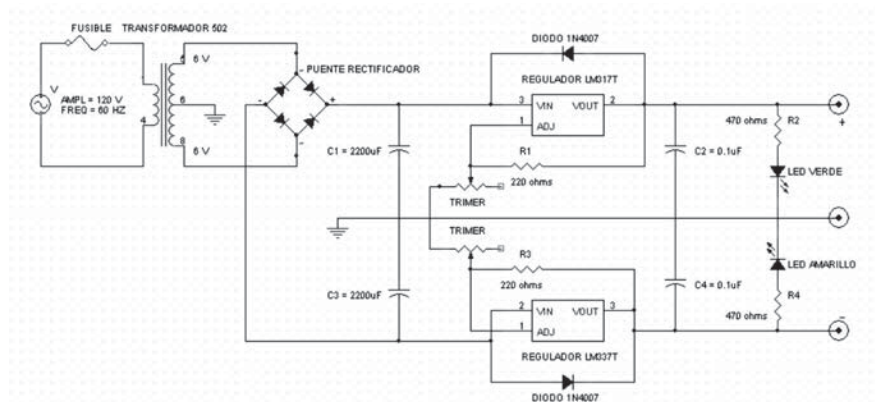 FUSIBLE TRANSFORMADOR 502
V
AMPL = 120 V
FREQ = 60 HZ
1
4
5
6
8
6 V
6 V
PUENTE RECTIFICADOR
-
-
+
-
C1 = 2200uF
C3 = 2200uF
DIODO 1N4007
REGULADOR LM317T
3 VIN VOUT 2
1 ADJ
R1
220 ohms
TRIMER
TRIMER
R3
220 ohms
2 VIN VOUT 3
1 ADJ
REGULADOR LM337T
DIODO 1N4007
C2 = 0.1uF
C4 = 0.1uF
470 ohms R2
LED VERDE
LED AMARILLO
R4
470 ohms
+
-